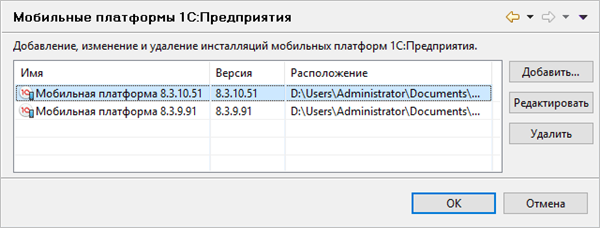 Мобильные платформы 1С:Предприятия
Добавление, изменение и удаление инсталляций мобильных платформ 1С:Предприятия.
Имя Версия Расположение
Мобильная платформа 8.3.10.51 8.3.10.51 D:\Users\Administrator\Documents\...
Мобильная платформа 8.3.9.91 8.3.9.91 D:\Users\Administrator\Documents\...
Добавить...
Редактировать
Удалить
ОК Отмена